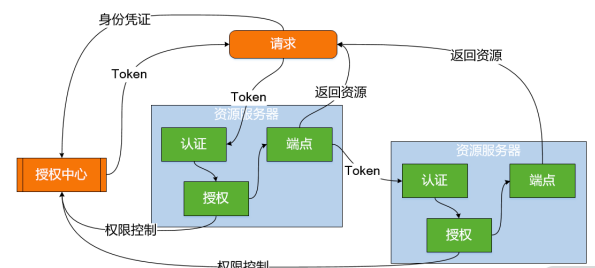 身份凭证
请求
返回资源
Token
Token
返回资源
资源服务器
认证
端点
资源服务器
授权中心
Token
认证
端点
授权
权限控制
授权
权限控制